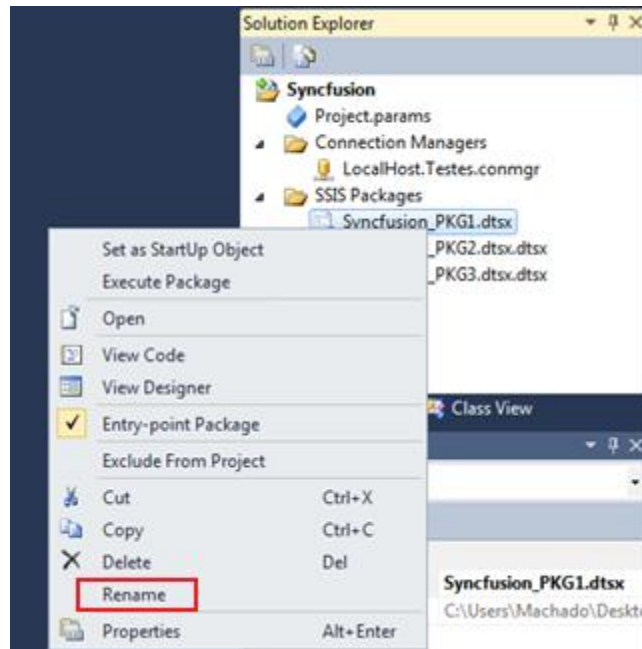 Solution Explorer
Syncfusion
Project.params
Connection Managers
LocalHost.Testes.conmgr
SSIS Packages
Syncfusion_PKG1.dtsx
_PKG2.dtsx.dtsx
_PKG3.dtsx.dtsx
Set as StartUp Object
Execute Package
Open
View Code
View Designer
Entry-point Package
Exclude From Project
Cut Ctrl+X
Copy Ctrl+C
Delete Del
Rename
Properties Alt+Enter
Class View
Syncfusion_PKG1.dtsx
C:\Users\Machado\Deskt